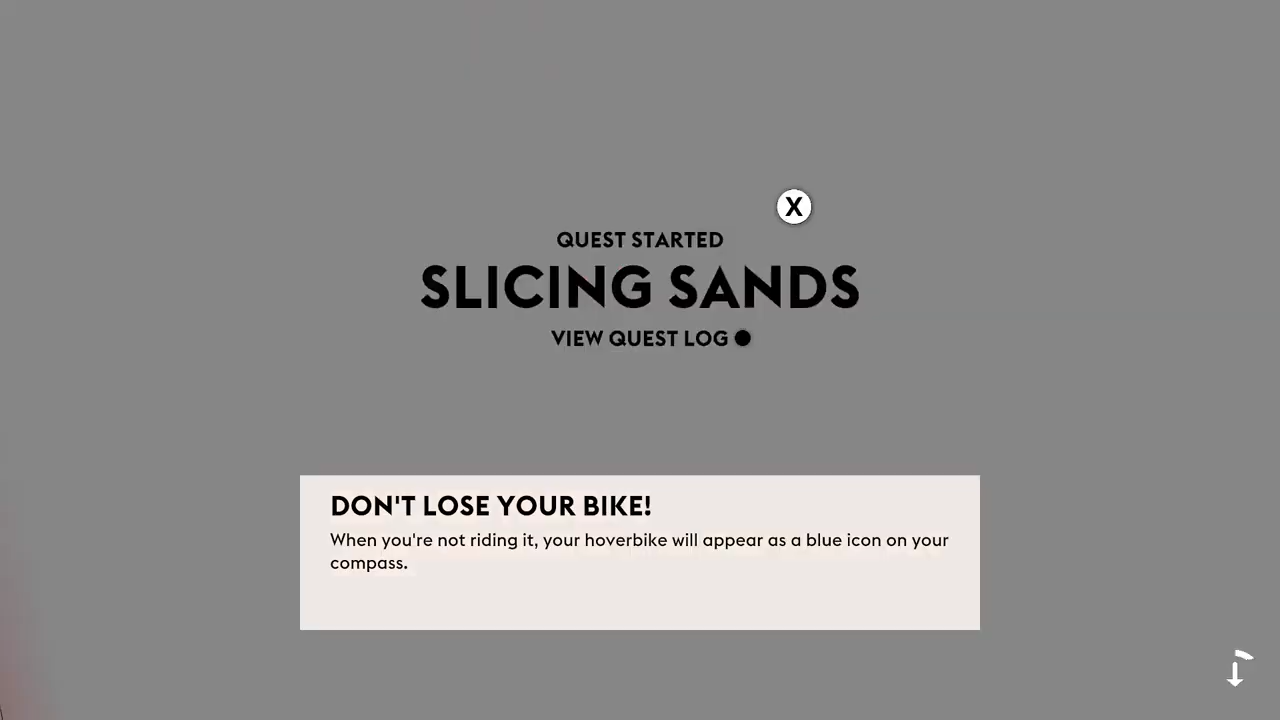 X
QUEST STARTED
SLICING SANDS
VIEW QUEST LOG
DON'T LOSE YOUR BIKE!
When you're not riding it, your hoverbike will appear as a blue icon on your
compass.